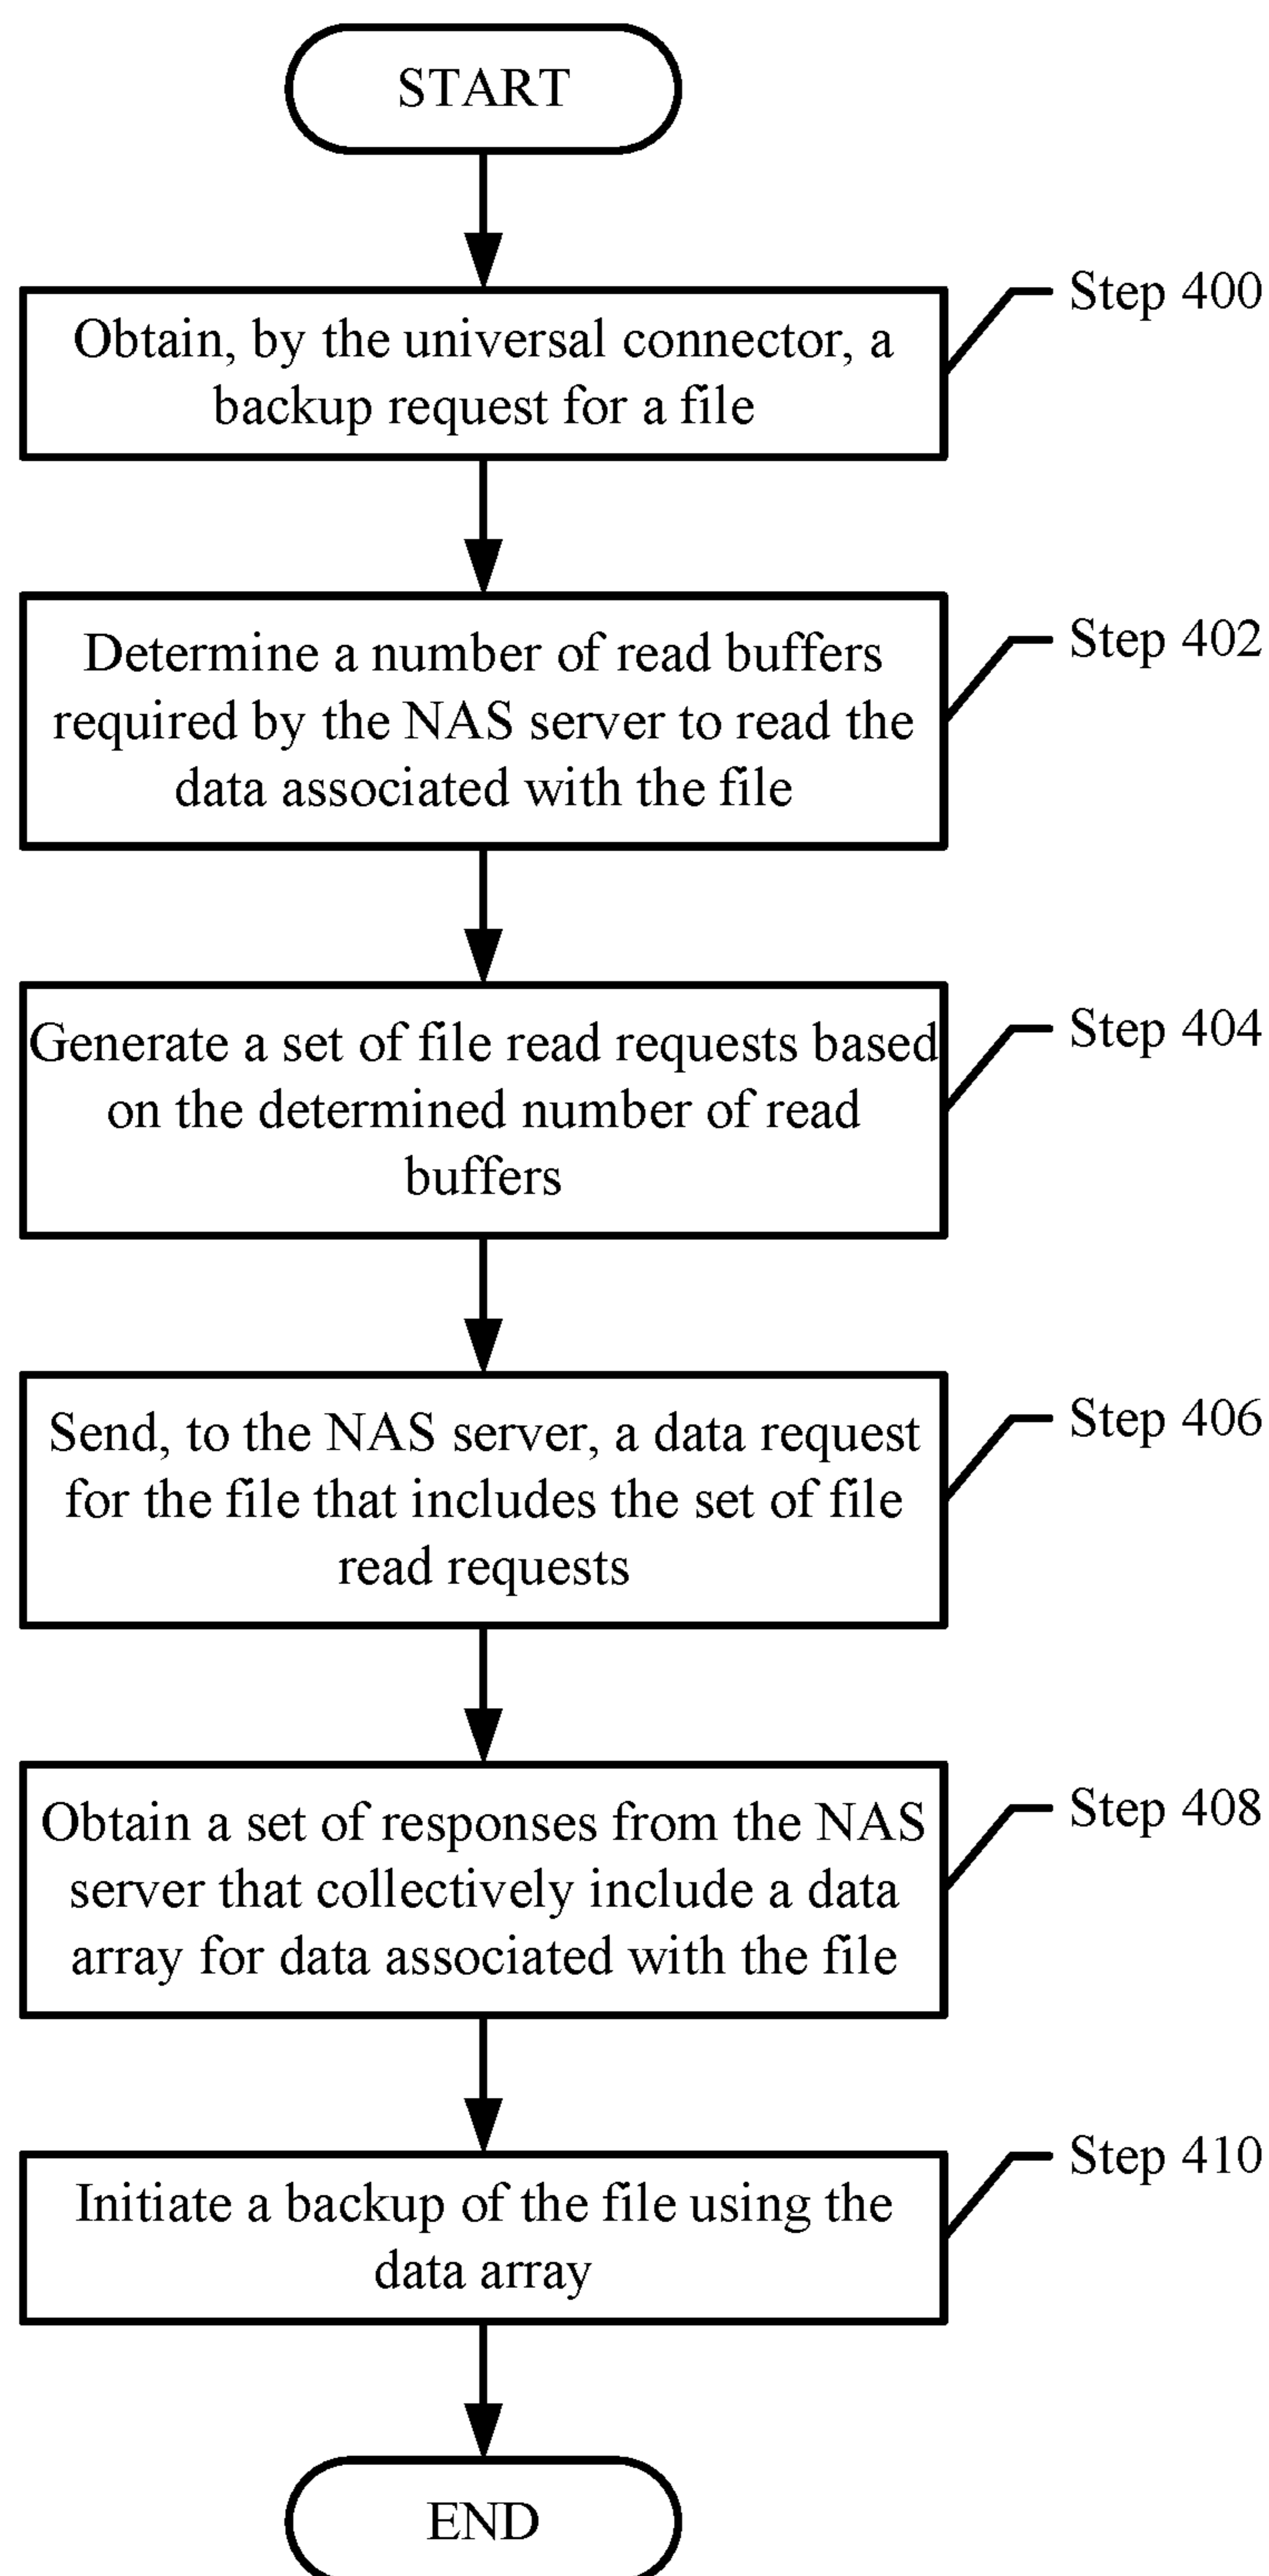 START
Step 400
Obtain, by the universal connector, a
backup request for a file
Step 402
Determine a number of read buffers
required by the NAS server to read the
data associated with the file
Step 404
Generate a set of file read requests based
on the determined number of read
buffers
Step 406
Send, to the NAS server, a data request
for the file that includes the set of file
read requests
Step 408
Obtain a set of responses from the NAS
server that collectively include a data
array for data associated with the file
Step 410
Initiate a backup of the file using the
data array
END